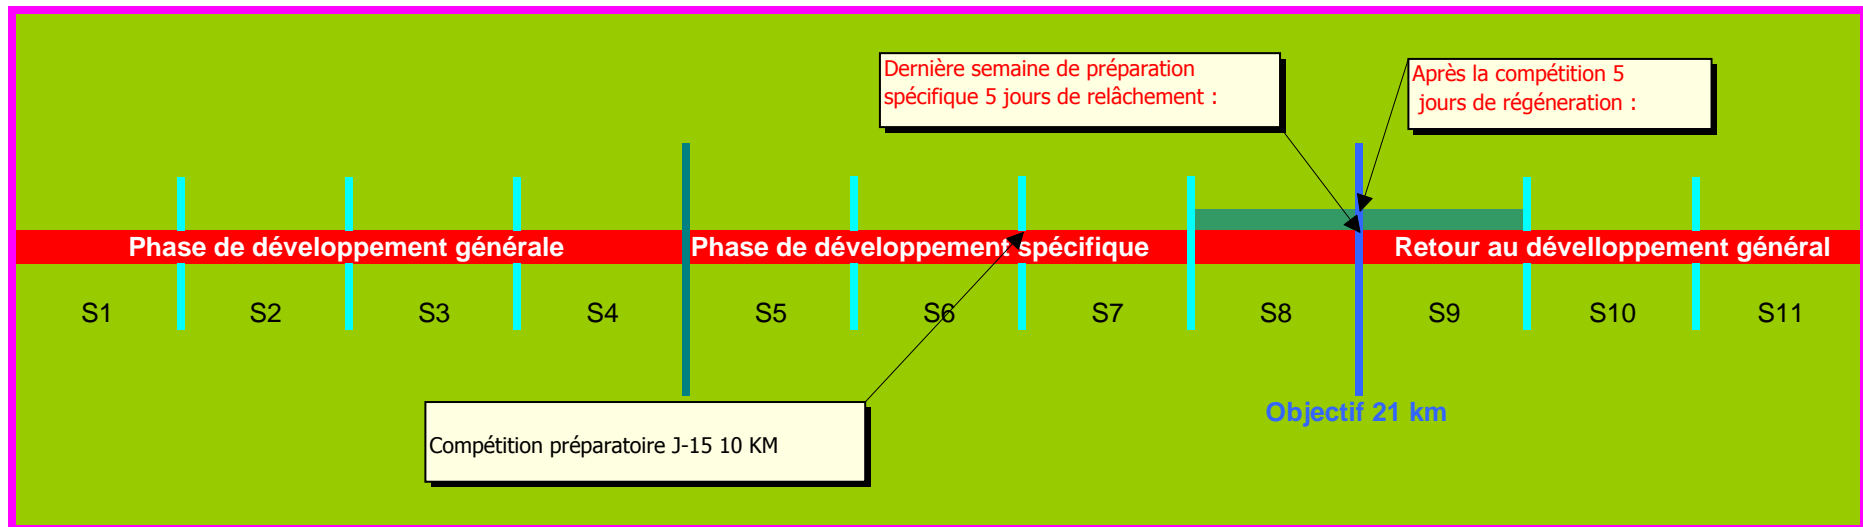 Dernière semaine de préparation
spécifique 5 jours de relâchement :
Après la compétition 5
jours de régéneration :
Phase de développement générale
Phase de développement spécifique
Retour au dévelloppement général
S1
S2
S3
S4
S5
S6
S7
S8
S9
S10
S11
Objectif 21 km
Compétition préparatoire J-15 10 KM